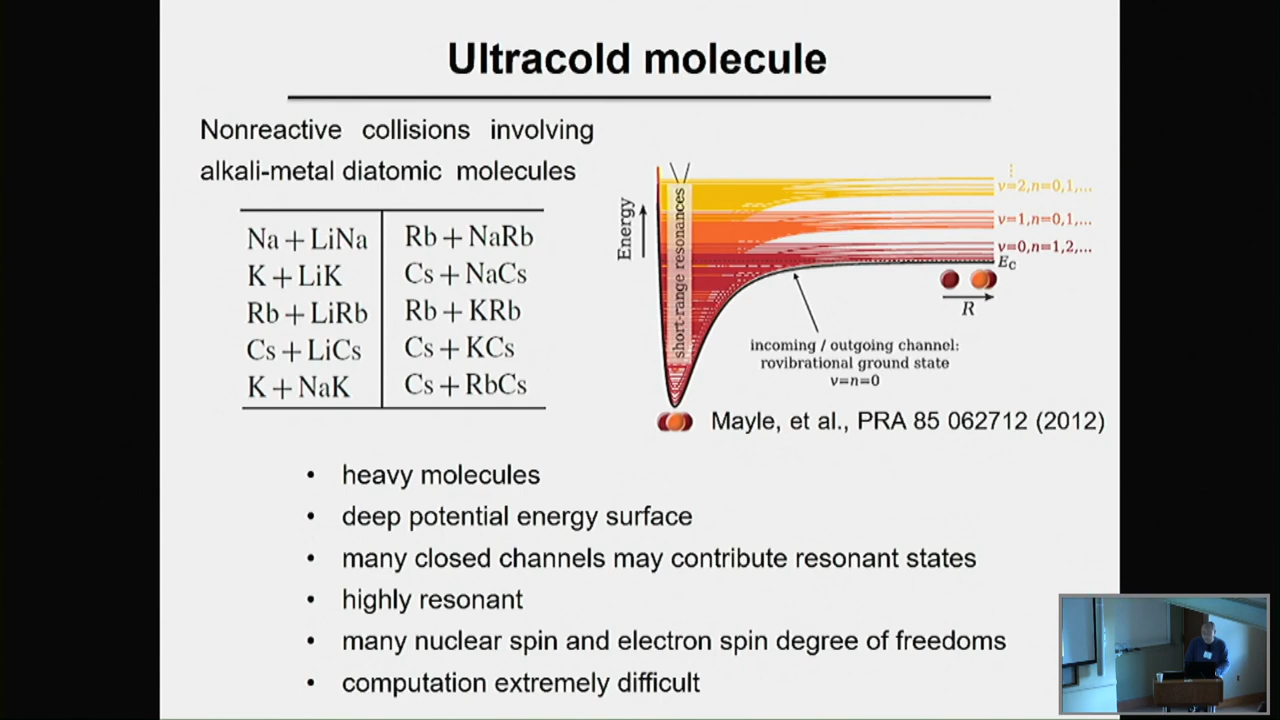 Ultracold molecule
Nonreactive collisions involving
alkali-metal diatomic molecules
Na + LiNa
Rb + NaRb
K + LiK
Cs + NaCs
Rb + LiRb
Rb + KRb
Cs + LiCs
Cs + KCs
K + NaK
Cs + RbCs
Energy
short-range resonances
v=2,n=0,1,...
v=1,n=0,1,...
v=0,n=1,2,...
EC
R
incoming / outgoing channel:
rovibrational ground state
v=n=0
Mayle, et al., PRA 85 062712 (2012)
• heavy molecules
• deep potential energy surface
• many closed channels may contribute resonant states
• highly resonant
• many nuclear spin and electron spin degree of freedoms
• computation extremely difficult